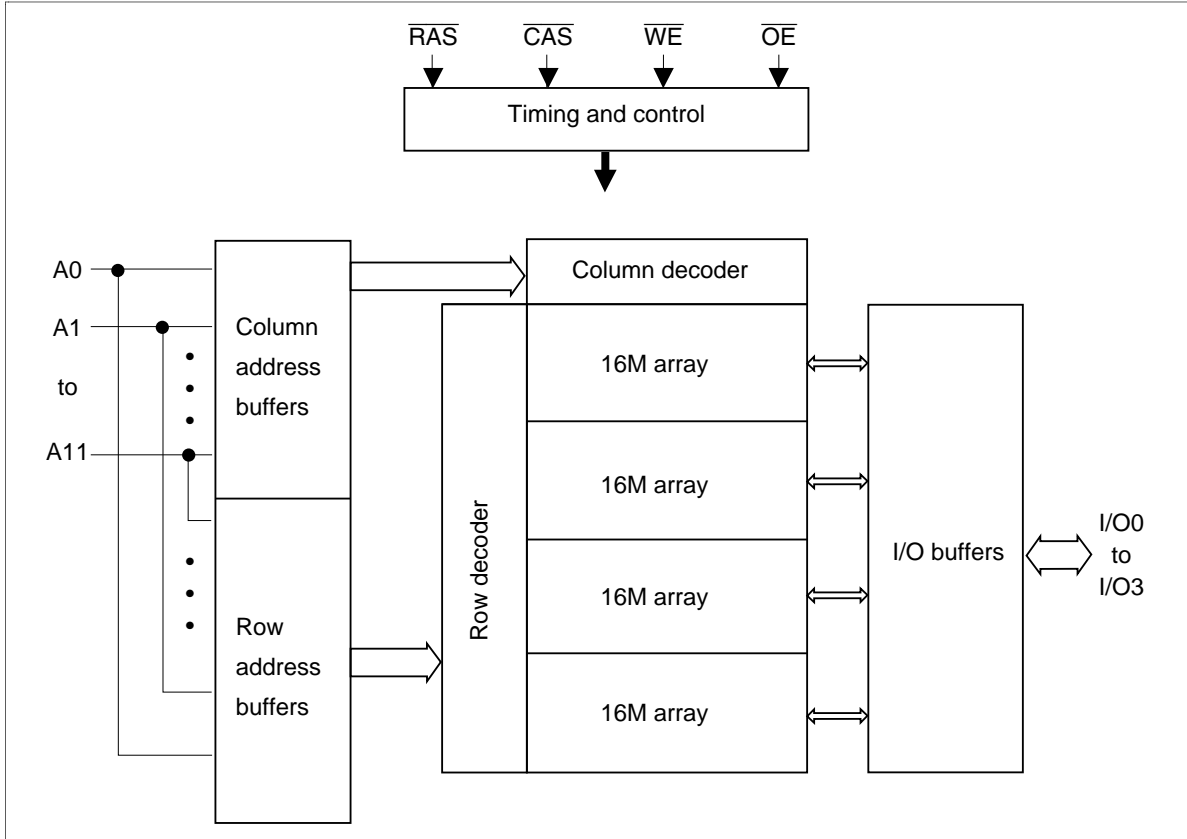 RAS CAS WE OE
Timing and control
A0
A1
to
A11
Column
address
buffers
Row
address
buffers
Column decoder
Row decoder
16M array
16M array
16M array
16M array
I/O buffers
I/O0
to
I/O3